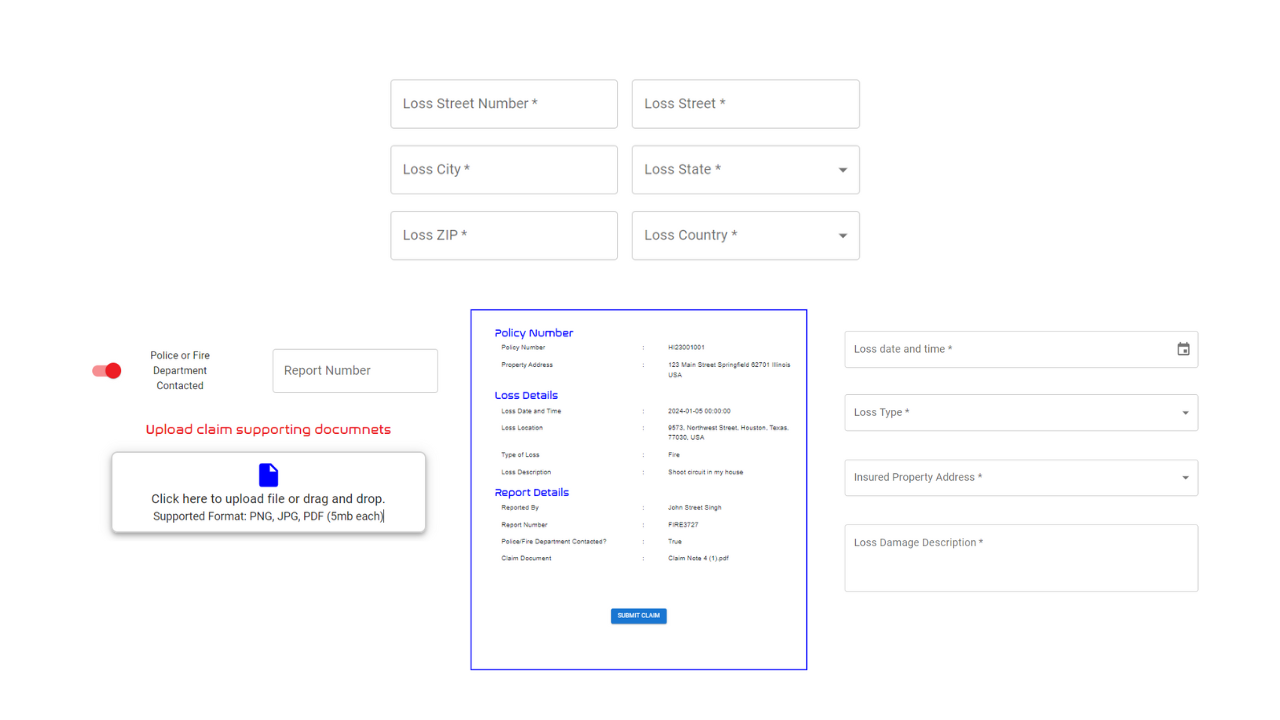 Loss Street Number *
Loss Street *
Loss City *
Loss State *
Loss ZIP *
Loss Country *
Police or Fire
Department
Contacted
Report Number
Upload claim supporting documnets
Click here to upload file or drag and drop.
Supported Format: PNG, JPG, PDF (5mb each)
Policy Number
Policy Number : HI23001001
Property Address : 123 Main Street Springfield 62701 Illinois
USA
Loss Details
Loss Date and Time : 2024-01-05 00:00:00
Loss Location : 9573, Northwest Street, Houston, Texas,
77030, USA
Type of Loss : Fire
Loss Description : Shoot circuit in my house
Report Details
Reported By : John Street Singh
Report Number : FIRE3727
Police/Fire Department Contacted? : True
Claim Document : Claim Note 4 (1).pdf
SUBMIT CLAIM
Loss date and time *
Loss Type *
Insured Property Address *
Loss Damage Description *